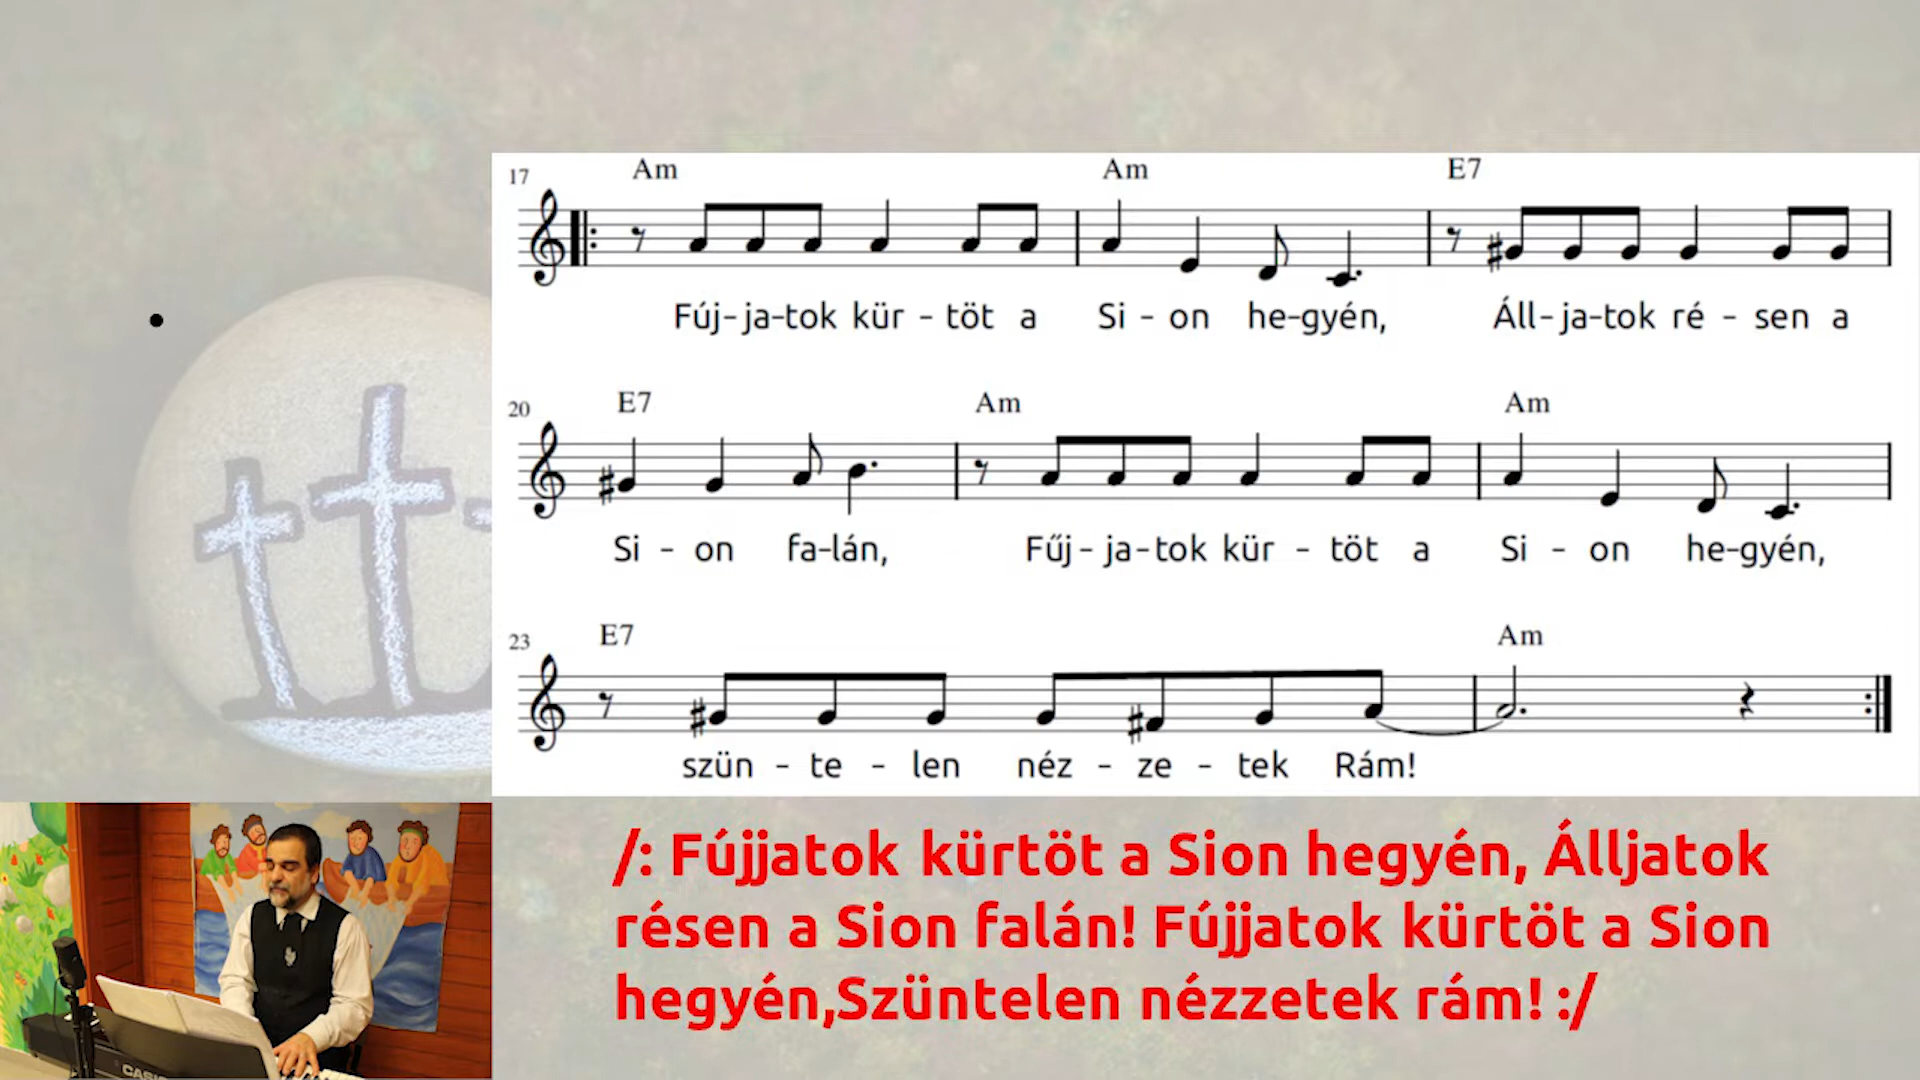 17 Am Am E7
Fúj-ja-tok kür - töt a Si - on he-gyén, Áll-ja-tok ré - sen a
20 E7 Am Am
Si - on fa-lán, Fűj-ja-tok kür - töt a Si - on he-gyén,
23 E7 Am
szün - te - len néz - ze - tek Rám!
/: Fújjatok kürtöt a Sion hegyén, Álljatok
résen a Sion falán! Fújjatok kürtöt a Sion
hegyén,Szüntelen nézzetek rám! :/